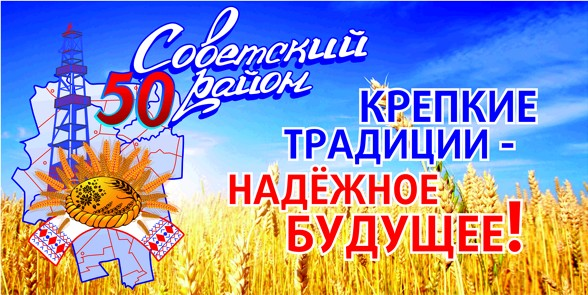 Советский
50 район
КРЕПКИЕ
ТРАДИЦИИ -
НАДЁЖНОЕ
БУДУЩЕЕ!